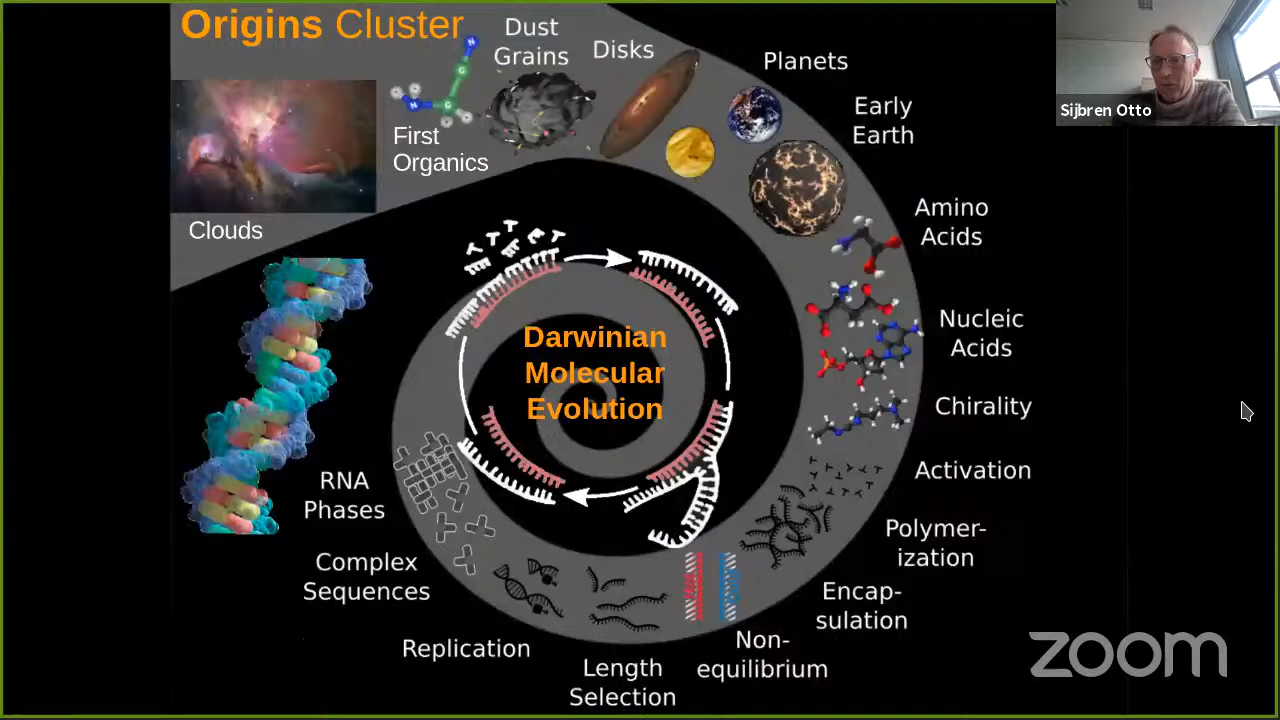 Origins Cluster
Dust
Grains
Disks
Planets
Early
Earth
Sijbren Otto
First
Organics
Clouds
Amino
Acids
Nucleic
Acids
Chirality
Activation
Polymer-
ization
Encap-
sulation
Non-
equilibrium
Length
Selection
Replication
Complex
Sequences
RNA
Phases
Darwinian
Molecular
Evolution
zoom